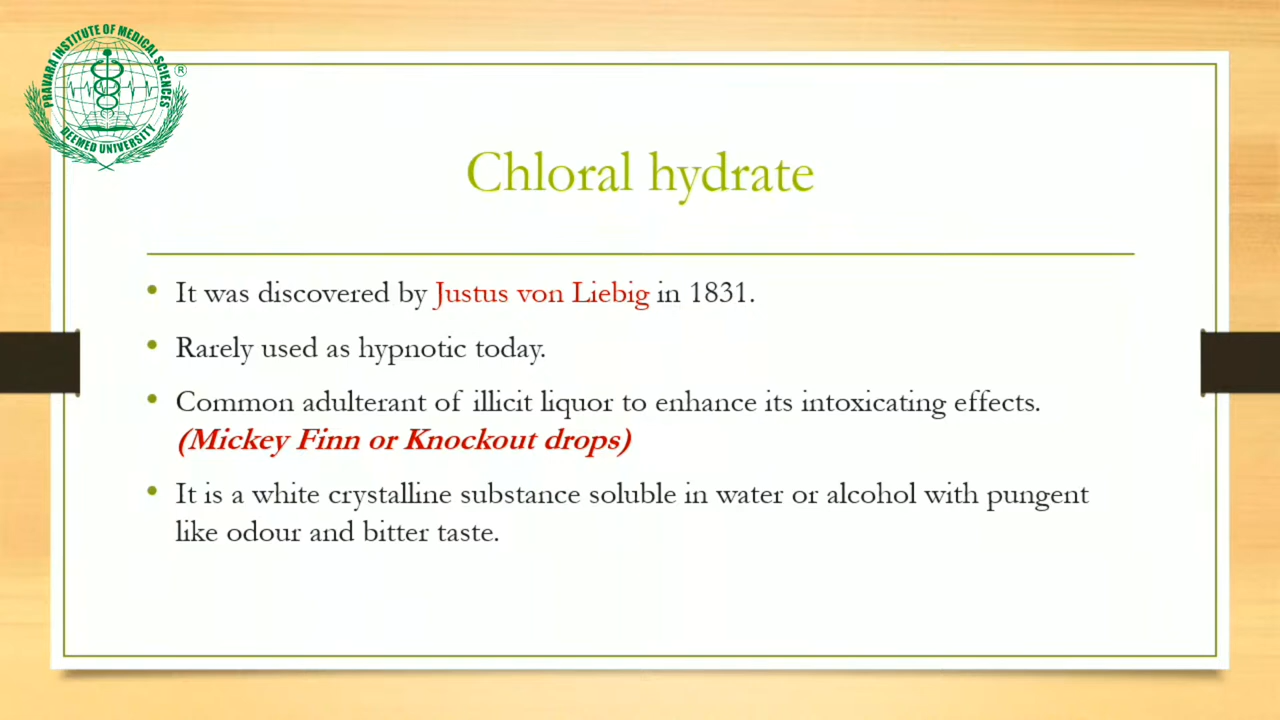 PRAVARA INSTITUTE OF MEDICAL SCIENCES
®
DEEMED UNIVERSITY
Chloral hydrate
• It was discovered by Justus von Liebig in 1831.
• Rarely used as hypnotic today.
• Common adulterant of illicit liquor to enhance its intoxicating effects.
(Mickey Finn or Knockout drops)
• It is a white crystalline substance soluble in water or alcohol with pungent
like odour and bitter taste.